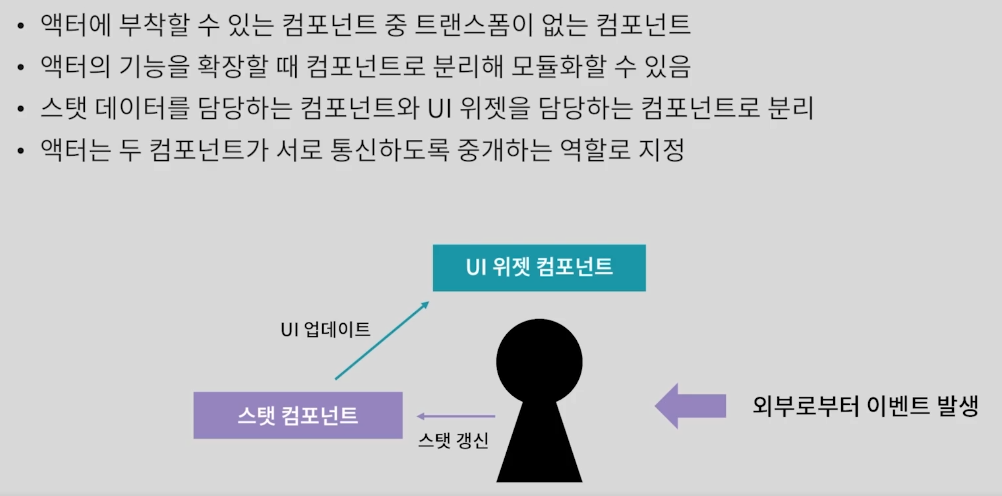 • 액터에 부착할 수 있는 컴포넌트 중 트랜스폼이 없는 컴포넌트
• 액터의 기능을 확장할 때 컴포넌트로 분리해 모듈화할 수 있음
• 스탯 데이터를 담당하는 컴포넌트와 UI 위젯을 담당하는 컴포넌트로 분리
• 액터는 두 컴포넌트가 서로 통신하도록 중개하는 역할로 지정
UI 위젯 컴포넌트
UI 업데이트
스탯 컴포넌트
스탯 갱신
외부로부터 이벤트 발생